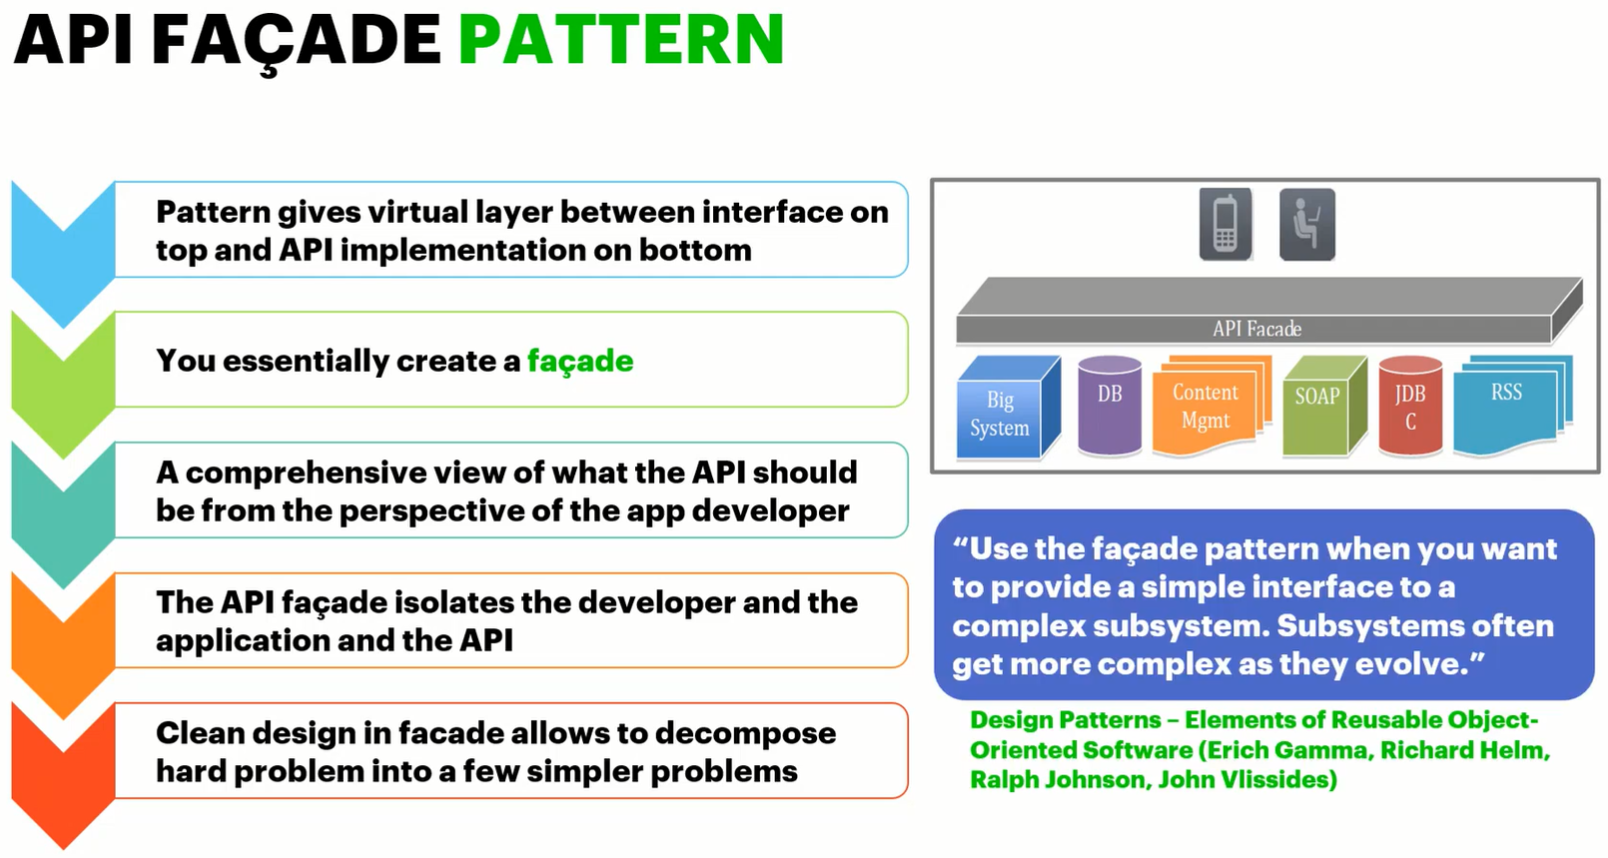 API FAÇADE PATTERN
Pattern gives virtual layer between interface on
top and API implementation on bottom
You essentially create a façade
A comprehensive view of what the API should
be from the perspective of the app developer
The API façade isolates the developer and the
application and the API
Clean design in facade allows to decompose
hard problem into a few simpler problems
API Facade
Big
System
DB
Content
Mgmt
SOAP
JDB
C
RSS
“Use the façade pattern when you want
to provide a simple interface to a
complex subsystem. Subsystems often
get more complex as they evolve.”
Design Patterns – Elements of Reusable Object-
Oriented Software (Erich Gamma, Richard Helm,
Ralph Johnson, John Vlissides)